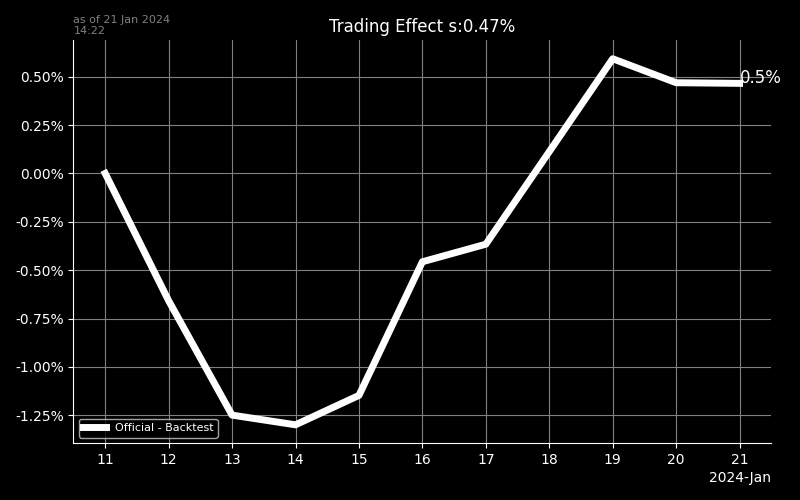 as of 21 Jan 2024
14:22
Trading Effect s:0.47%
0.50%
0.25%
0.00%
-0.25%
-0.50%
-0.75%
-1.00%
-1.25%
0.5%
Official - Backtest
11 12 13 14 15 16 17 18 19 20 21
2024-Jan